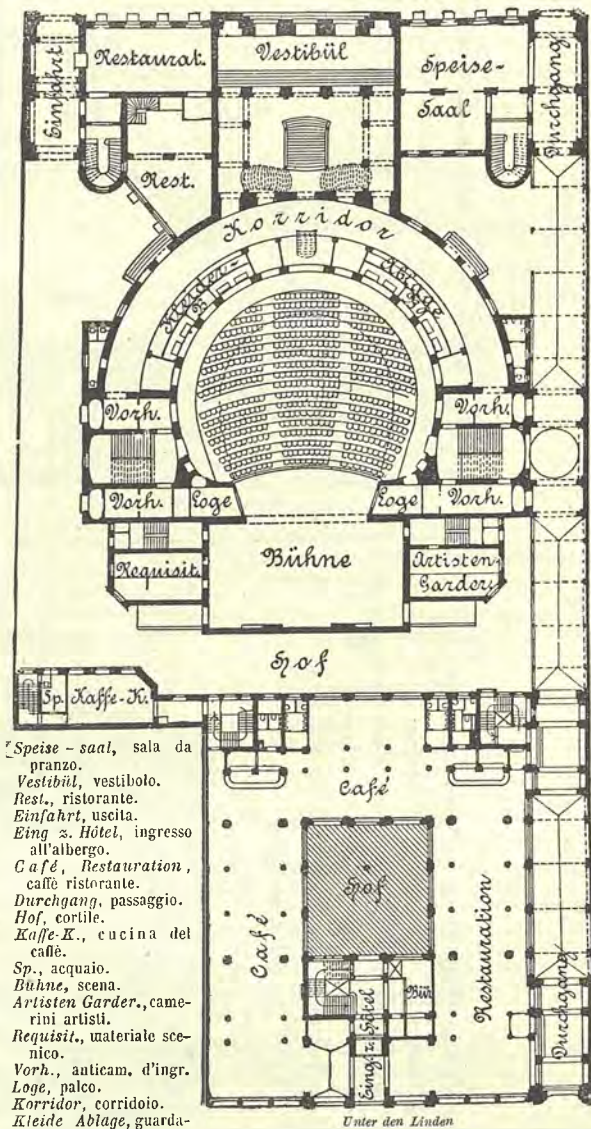 Einfahrt
Restaurat.
Vestibül
Speise-
Saal
Durchgang
Rest.
Korridor
Kleider-
Ablage
Vorh.
Vorh.
Vorh.
Loge
Loge
Vorh.
Bühne
Requisit.
Artisten
Garder.
Hof
Sp.
Kaffe-K.
Café
Hof
Café
Restauration
Bür
Eing. z. Hôtel
Durchgang
Unter den Linden
Speise-saal, sala da
pranzo.
Vestibül, vestibolo.
Rest., ristorante.
Einfahrt, uscita.
Eing z. Hôtel, ingresso
all'albergo.
Café, Restauration,
caffè ristorante.
Durchgang, passaggio.
Hof, cortile.
Kaffe-K., cucina del
caffè.
Sp., acquaio.
Bühne, scena.
Artisten Garder., came-
rini artisti.
Requisit., materiale sce-
nico.
Vorh., anticam. d'ingr.
Loge, palco.
Korridor, corridoio.
Kleide Ablage, guarda-